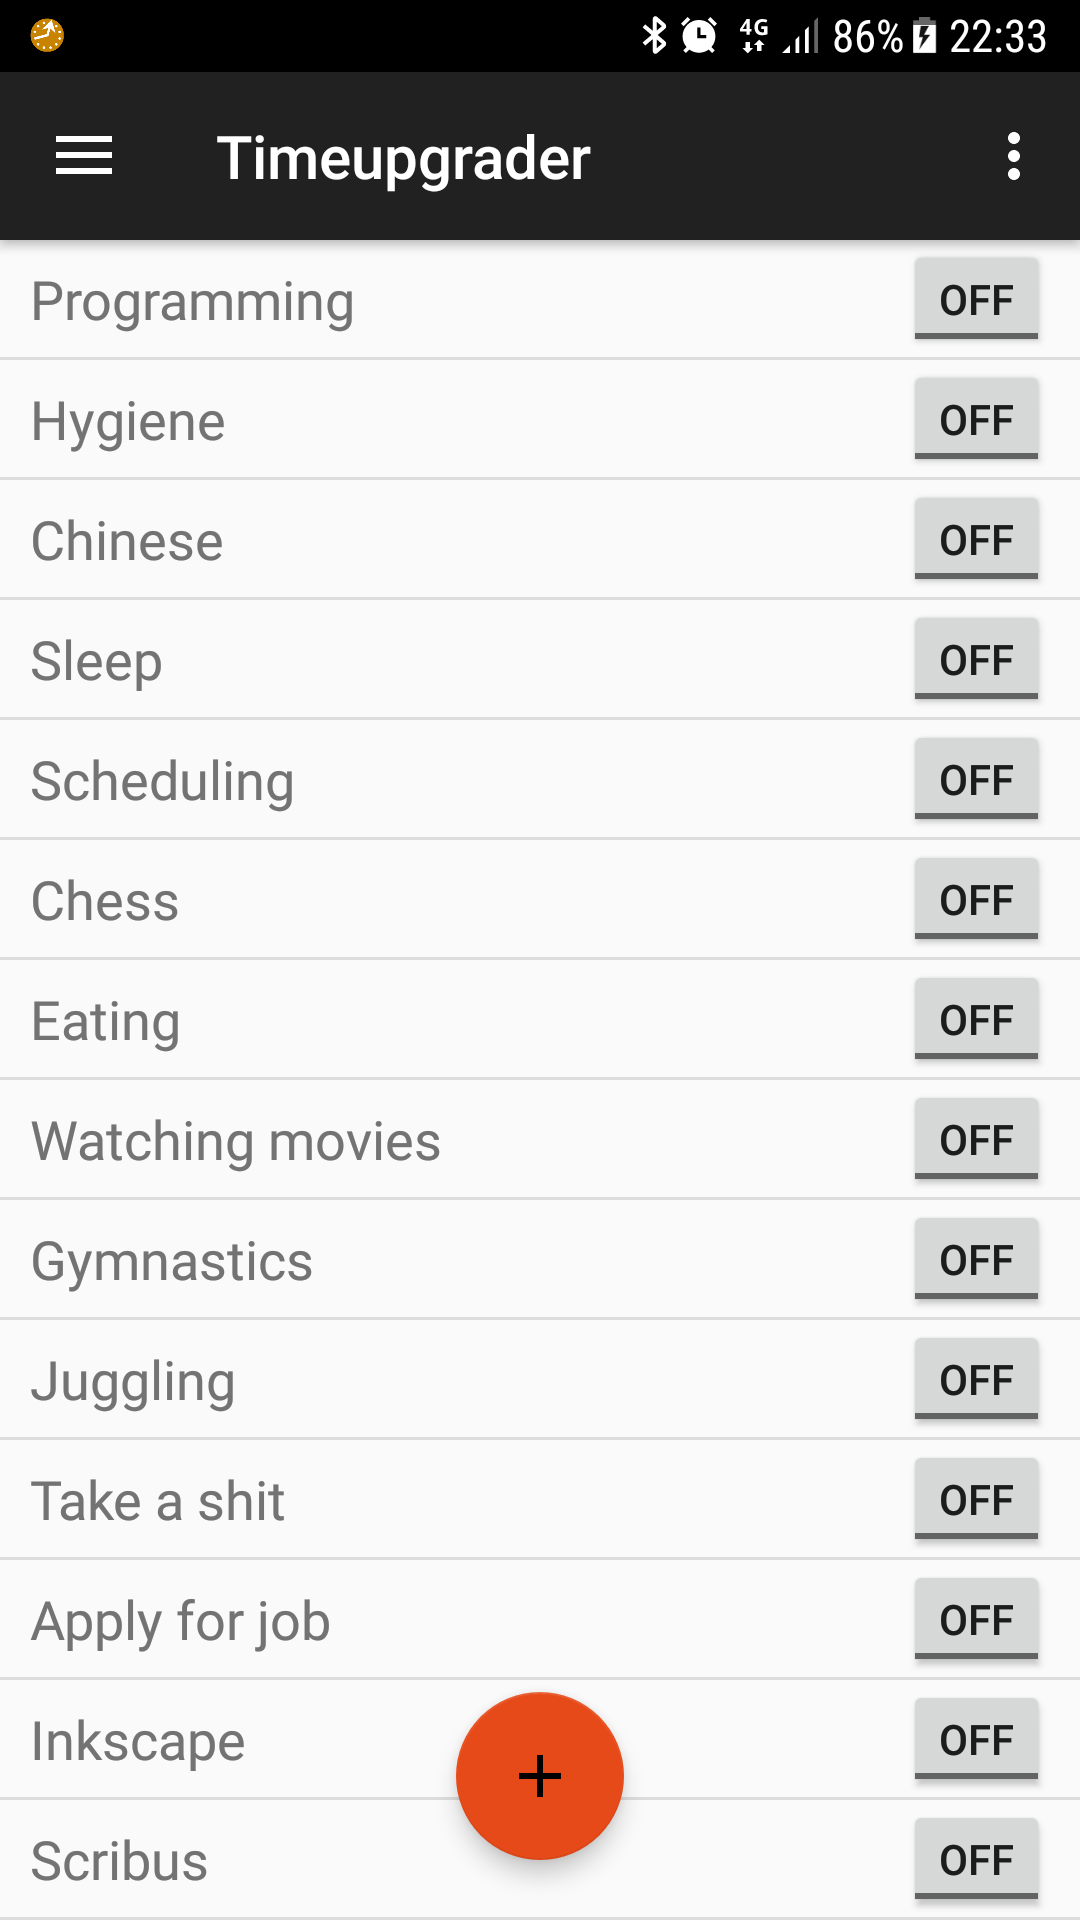 4G 86% 22:33
Timeupgrader
Programming OFF
Hygiene OFF
Chinese OFF
Sleep OFF
Scheduling OFF
Chess OFF
Eating OFF
Watching movies OFF
Gymnastics OFF
Juggling OFF
Take a shit OFF
Apply for job OFF
Inkscape OFF
+
Scribus OFF